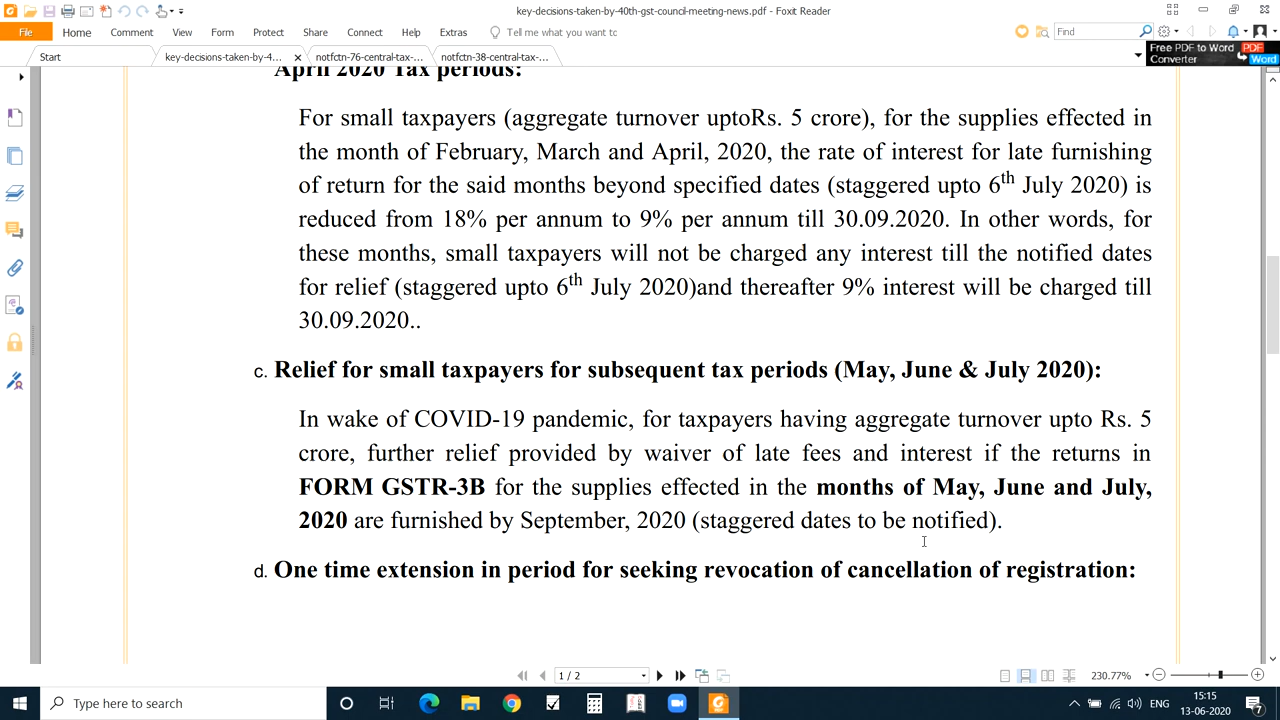 key-decisions-taken-by-40th-gst-council-meeting-news.pdf - Foxit Reader
File Home Comment View Form Protect Share Connect Help Extras Tell me what you want tc Find
Start key-decisions-taken-by-4... notfctn-76-central-tax-... notfctn-38-central-tax-...
Free PDF to Word PDF
Converter Word
April 2020 Tax periods:
For small taxpayers (aggregate turnover uptoRs. 5 crore), for the supplies effected in
the month of February, March and April, 2020, the rate of interest for late furnishing
of return for the said months beyond specified dates (staggered upto 6th July 2020) is
reduced from 18% per annum to 9% per annum till 30.09.2020. In other words, for
these months, small taxpayers will not be charged any interest till the notified dates
for relief (staggered upto 6th July 2020)and thereafter 9% interest will be charged till
30.09.2020..
c. Relief for small taxpayers for subsequent tax periods (May, June & July 2020):
In wake of COVID-19 pandemic, for taxpayers having aggregate turnover upto Rs. 5
crore, further relief provided by waiver of late fees and interest if the returns in
FORM GSTR-3B for the supplies effected in the months of May, June and July,
2020 are furnished by September, 2020 (staggered dates to be notified).
d. One time extension in period for seeking revocation of cancellation of registration:
1 / 2 230.77%
Type here to search ENG 15:15
13-06-2020 7